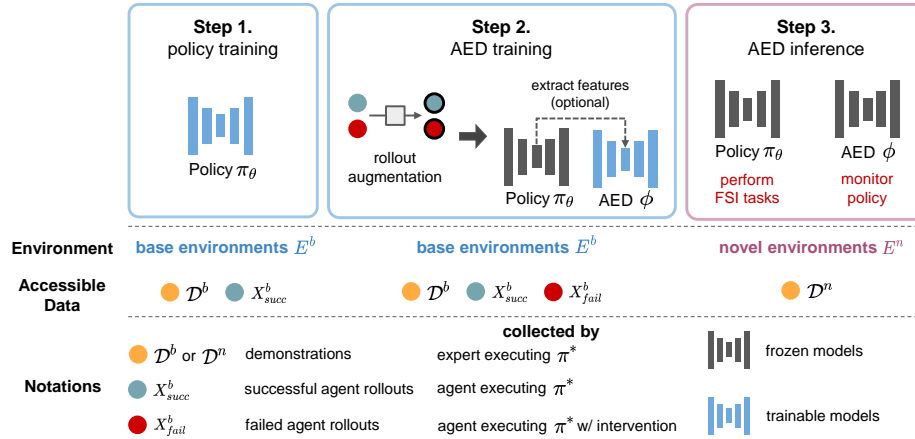 Step 1.
policy training
Policy π_θ
Step 2.
AED training
extract features
(optional)
rollout
augmentation
Policy π_θ
AED ϕ
Step 3.
AED inference
Policy π_θ
AED ϕ
perform
FSI tasks
monitor
policy
Environment
base environments E^b
base environments E^b
novel environments E^n
Accessible
Data
𝒟^b X^b_succ
𝒟^b X^b_succ X^b_fail
𝒟^n
collected by
Notations
𝒟^b or 𝒟^n demonstrations expert executing π^*
X^b_succ successful agent rollouts agent executing π^*
X^b_fail failed agent rollouts agent executing π^* w/ intervention
frozen models
trainable models